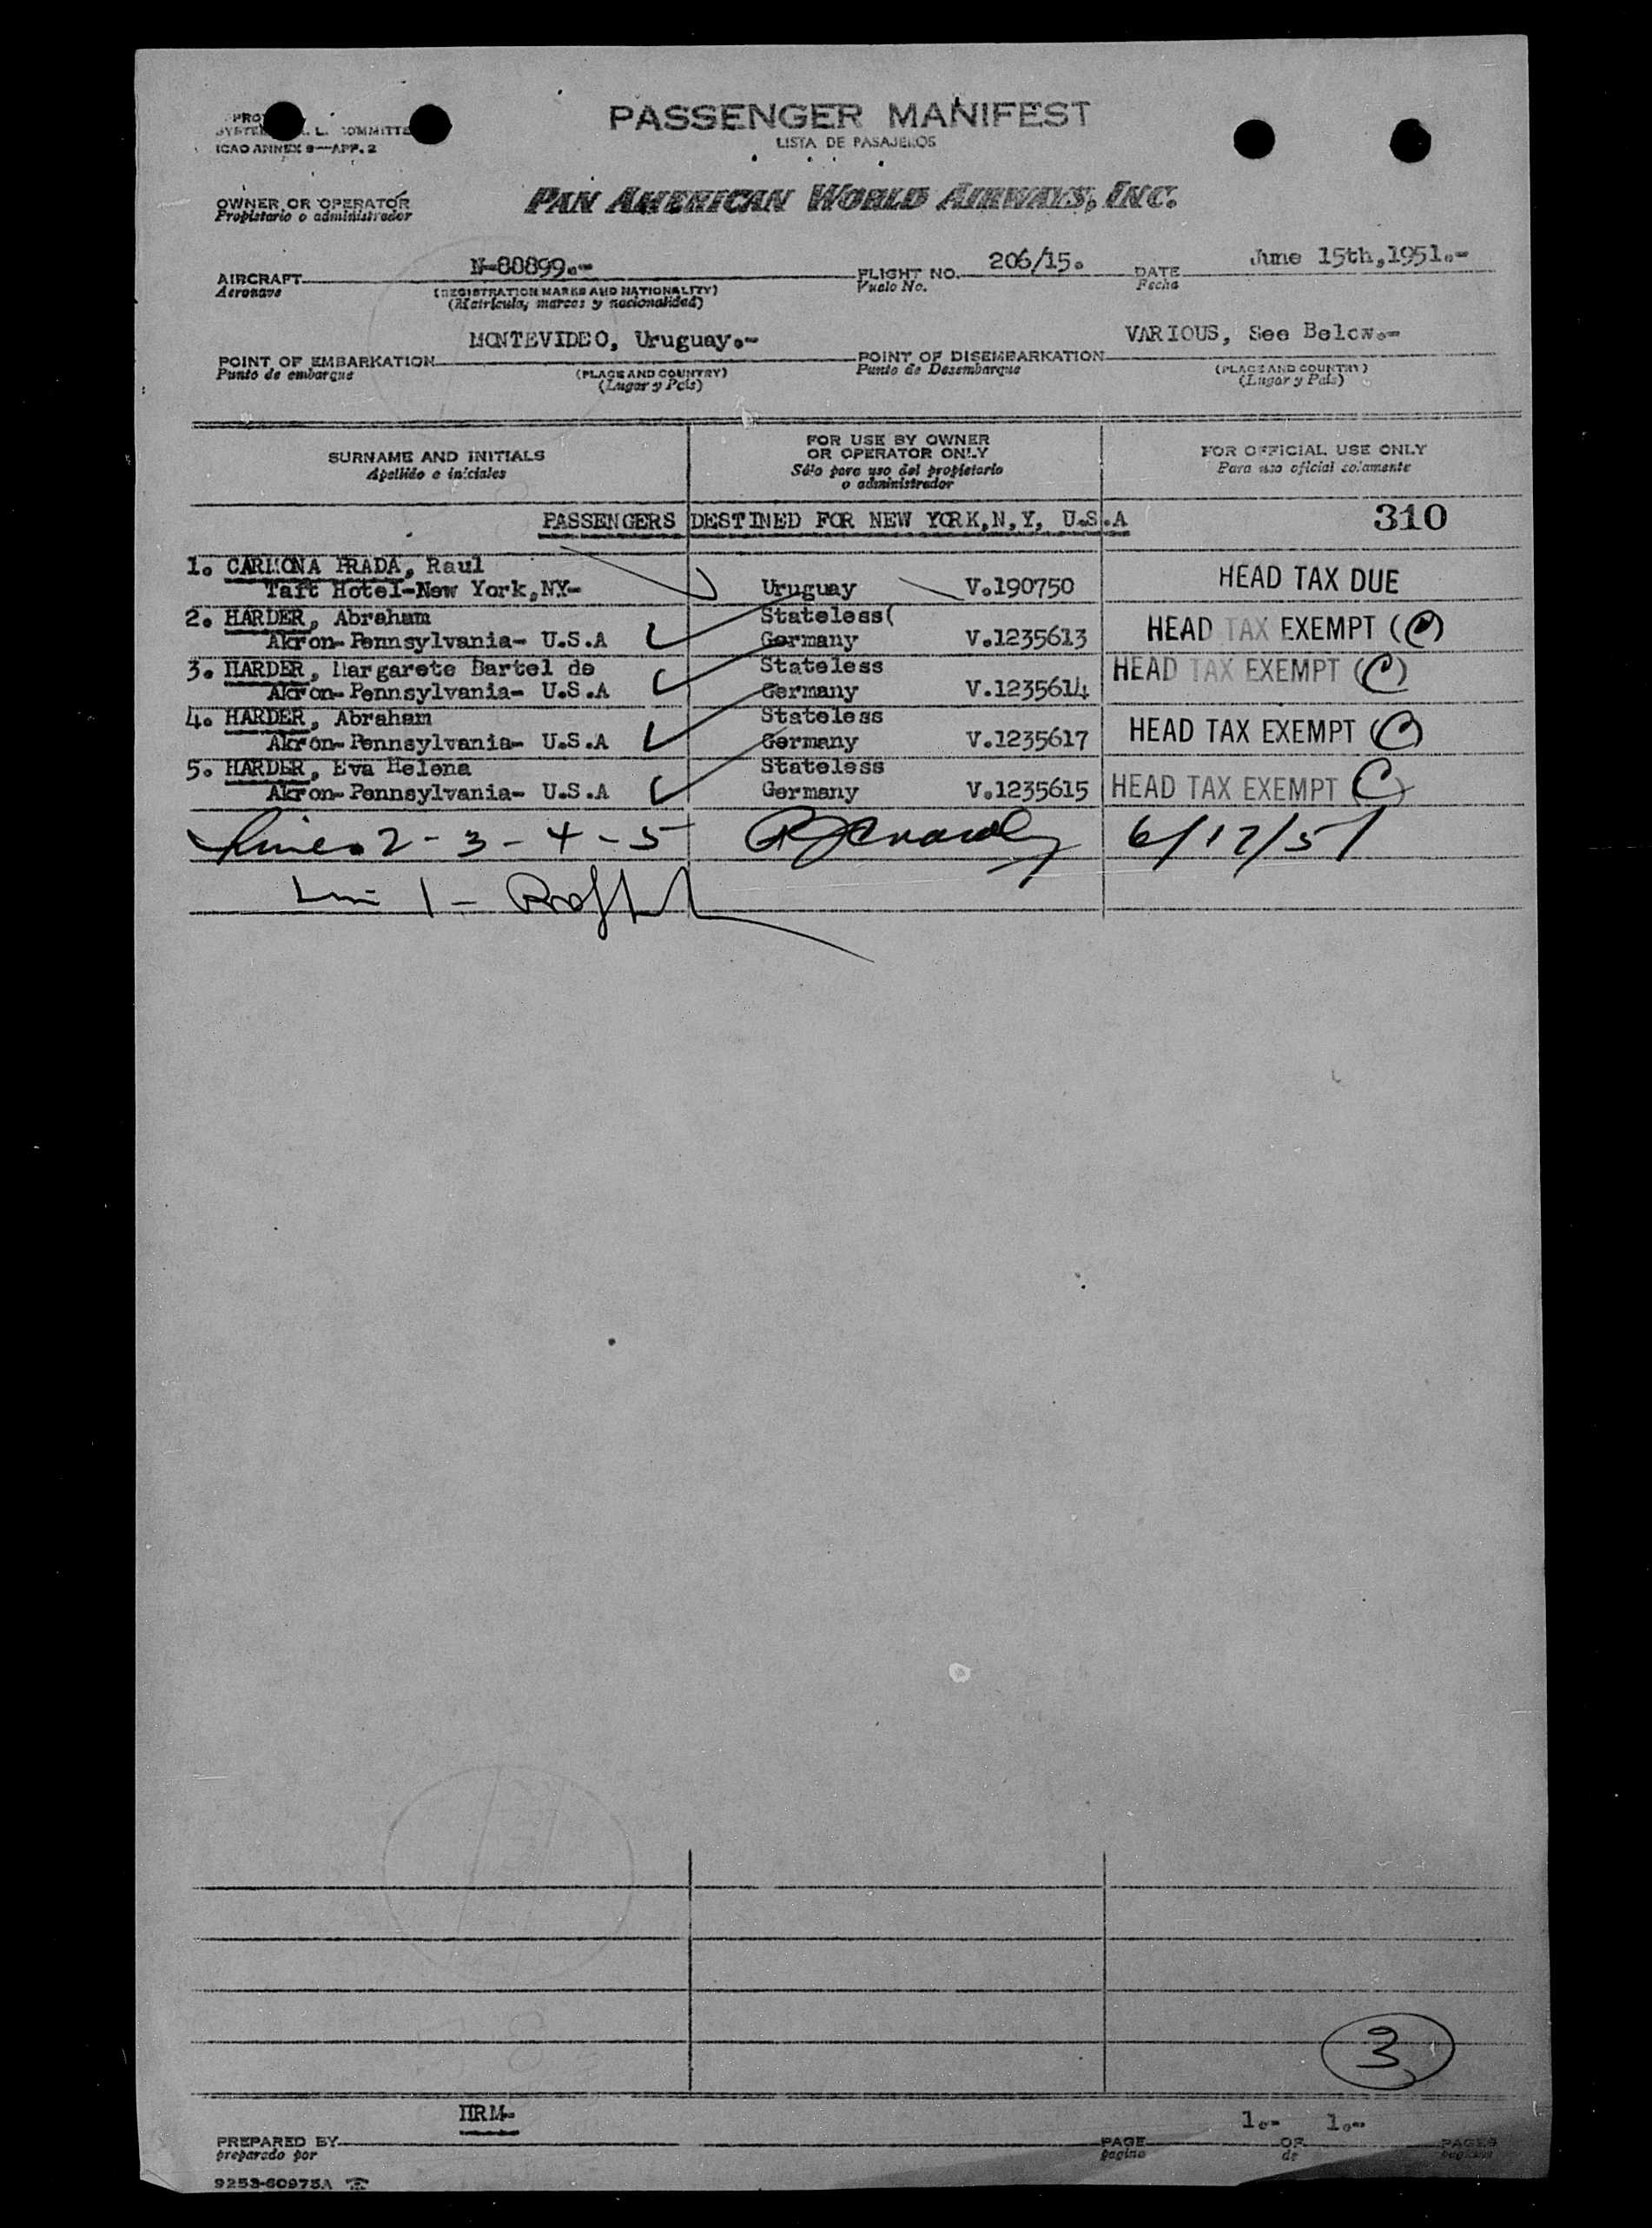 PASSENGER MANIFEST
LISTA DE PASAJEROS
ICAO ANNEX 9—APP. 2
OWNER OR OPERATOR
Propietario o administrador
PAN AMERICAN WORLD AIRWAYS, INC.
AIRCRAFT N-80899.- FLIGHT NO. 206/15. DATE June 15th,1951.-
Aeronave (REGISTRATION MARKS AND NATIONALITY) Vuelo No. Fecha
(Matrícula, marcas y nacionalidad)
POINT OF EMBARKATION MONTEVIDEO, Uruguay.- POINT OF DISEMBARKATION VARIOUS, See Below.-
Punto de embarque (PLACE AND COUNTRY) Punto de Desembarque (PLACE AND COUNTRY)
(Lugar y País) (Lugar y País)
SURNAME AND INITIALS
Apellido e iniciales
FOR USE BY OWNER
OR OPERATOR ONLY
Sólo para uso del propietario
o administrador
FOR OFFICIAL USE ONLY
Para uso oficial solamente
PASSENGERS DESTINED FOR NEW YORK,N,Y, U.S.A 310
1. CARMONA PRADA, Raul
Taft Hotel-New York,NY- Uruguay V.190750 HEAD TAX DUE
2. HARDER, Abraham Stateless(
Akron-Pennsylvania- U.S.A Germany V.1235613 HEAD TAX EXEMPT (C)
3. HARDER, Margarete Bartel de Stateless
Akron-Pennsylvania- U.S.A Germany V.1235614 HEAD TAX EXEMPT (C)
4. HARDER, Abraham Stateless
Akron-Pennsylvania- U.S.A Germany V.1235617 HEAD TAX EXEMPT (C)
5. HARDER, Eva Helena Stateless
Akron-Pennsylvania- U.S.A Germany V.1235615 HEAD TAX EXEMPT C)
Lines 2-3-4-5 6/17/51
1 -
3
PREPARED BY HRM- PAGE 1.- OF 1.- PAGES
preparado por pagina de paginas
9253-60975A